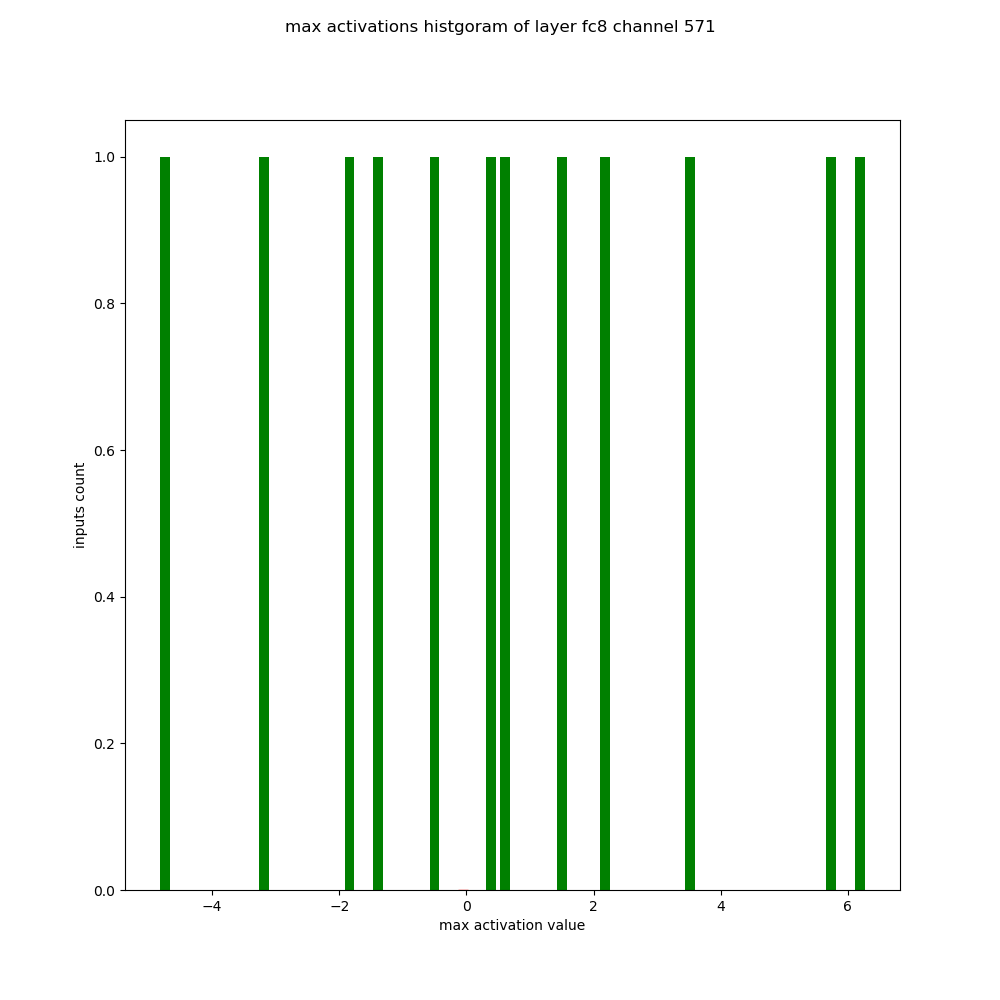 max activations histgoram of layer fc8 channel 571
1.0
0.8
0.6
0.4
0.2
0.0
inputs count
−4 −2 0 2 4 6
max activation value